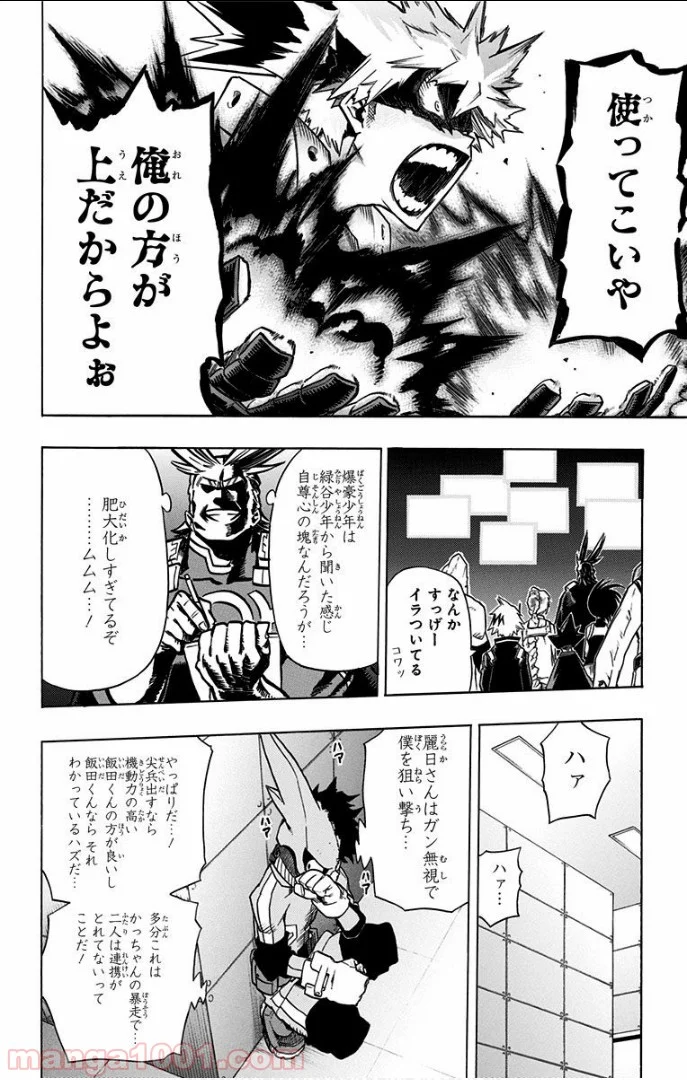 使ってこいや
俺の方が
上だからよぉ
なんか
すっげー
イラついてる
コワッ
爆豪少年は
緑谷少年から聞いた感じ
自尊心の塊なんだろうが…
肥大化しすぎてるぞ
………ムムム…!
ハァ
ハァ…
麗日さんはガン無視で
僕を狙い撃ち…
ハァ
ハァ
やっぱりだ…!
尖兵出すなら
機動力の高い
飯田くんの方が良いし
飯田くんなら それ
わかっているハズだ…
多分これは
かっちゃんの暴走で…
二人は連携が
とれてないって
ことだ!
manga1001.com